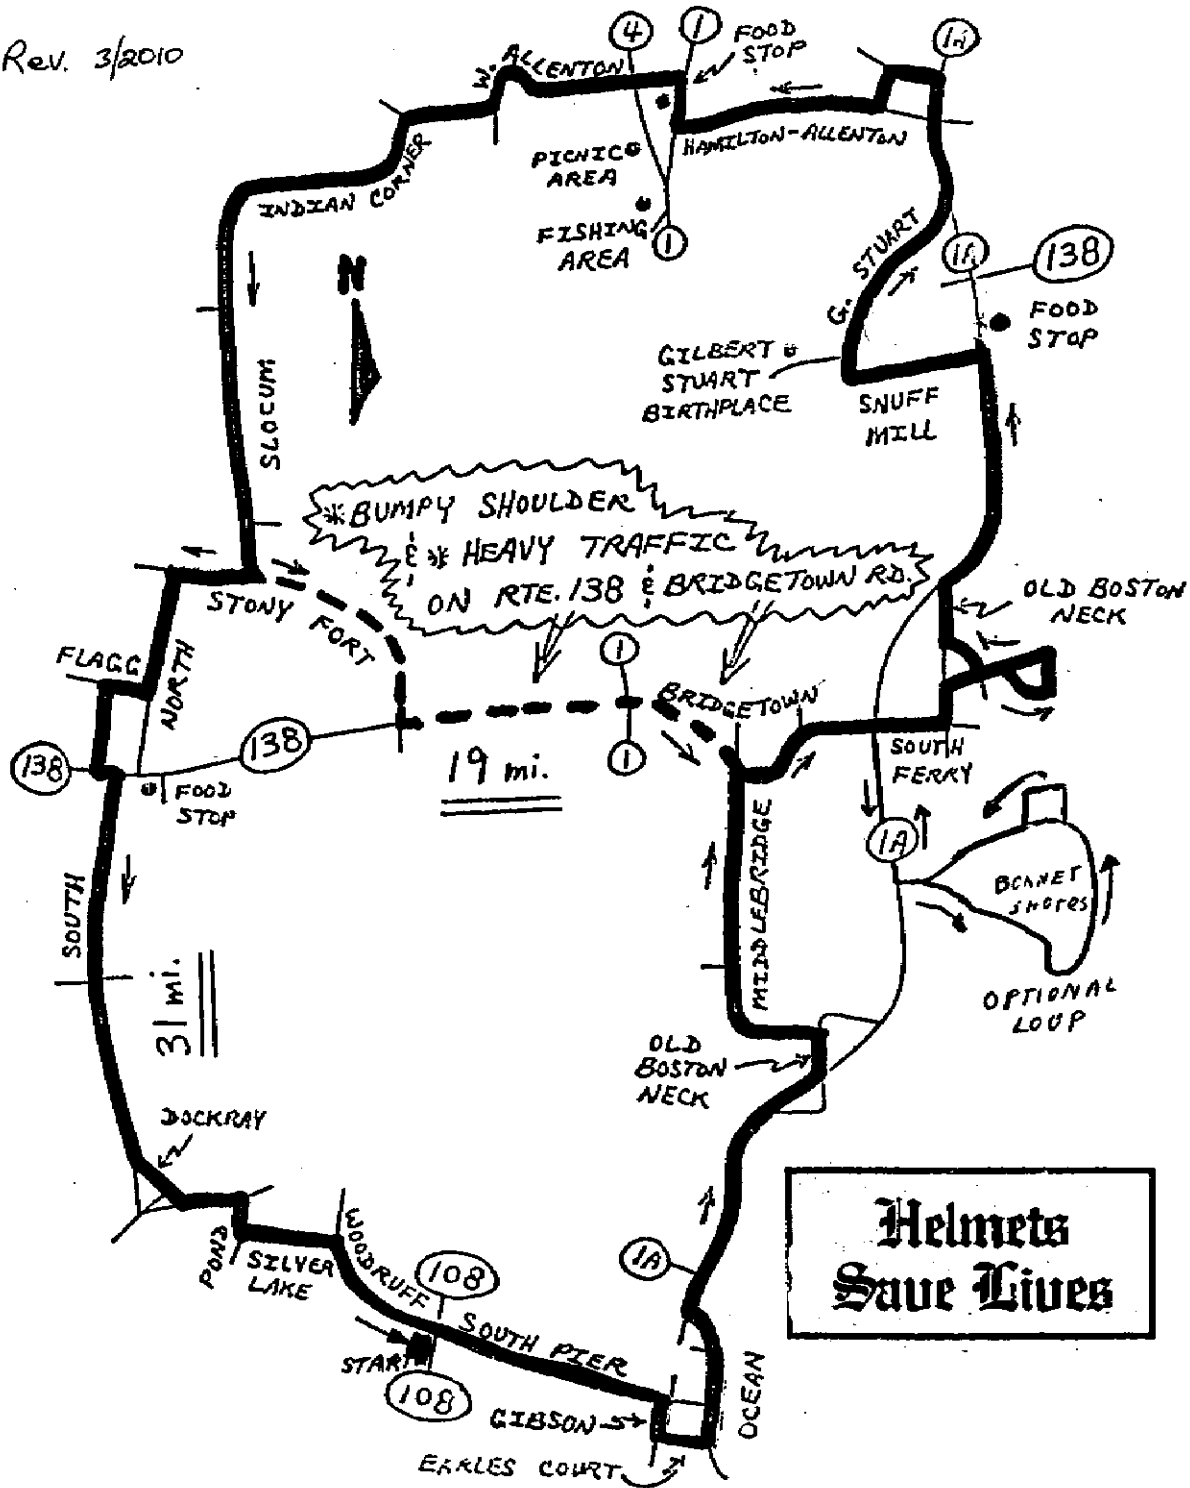 Rev. 3/2010
4
1
FOOD
STOP
1A
W. ALLENTON
HAMILTON-ALLENTON
PICNIC
AREA
FISHING
AREA
1
INDIAN CORNER
N
G. STUART
1A
138
FOOD
STOP
GILBERT
STUART
BIRTHPLACE
SNUFF
MILL
SLOCUM
*BUMPY SHOULDER
& * HEAVY TRAFFIC
ON RTE. 138 & BRIDGETOWN RD.
STONY FORT
OLD BOSTON
NECK
FLAGG
NORTH
1
BRIDGETOWN
138
138
1
19 mi.
SOUTH
FERRY
FOOD
STOP
1A
BONNET
SHORES
OPTIONAL
LOUP
SOUTH
31 mi.
MIDDLEBRIDGE
OLD
BOSTON
NECK
DOCKRAY
POND
SILVER
LAKE
WOODRUFF
108
1A
SOUTH PIER
START
108
GIBSON
OCEAN
EARLES COURT
Helmets
Save Lives